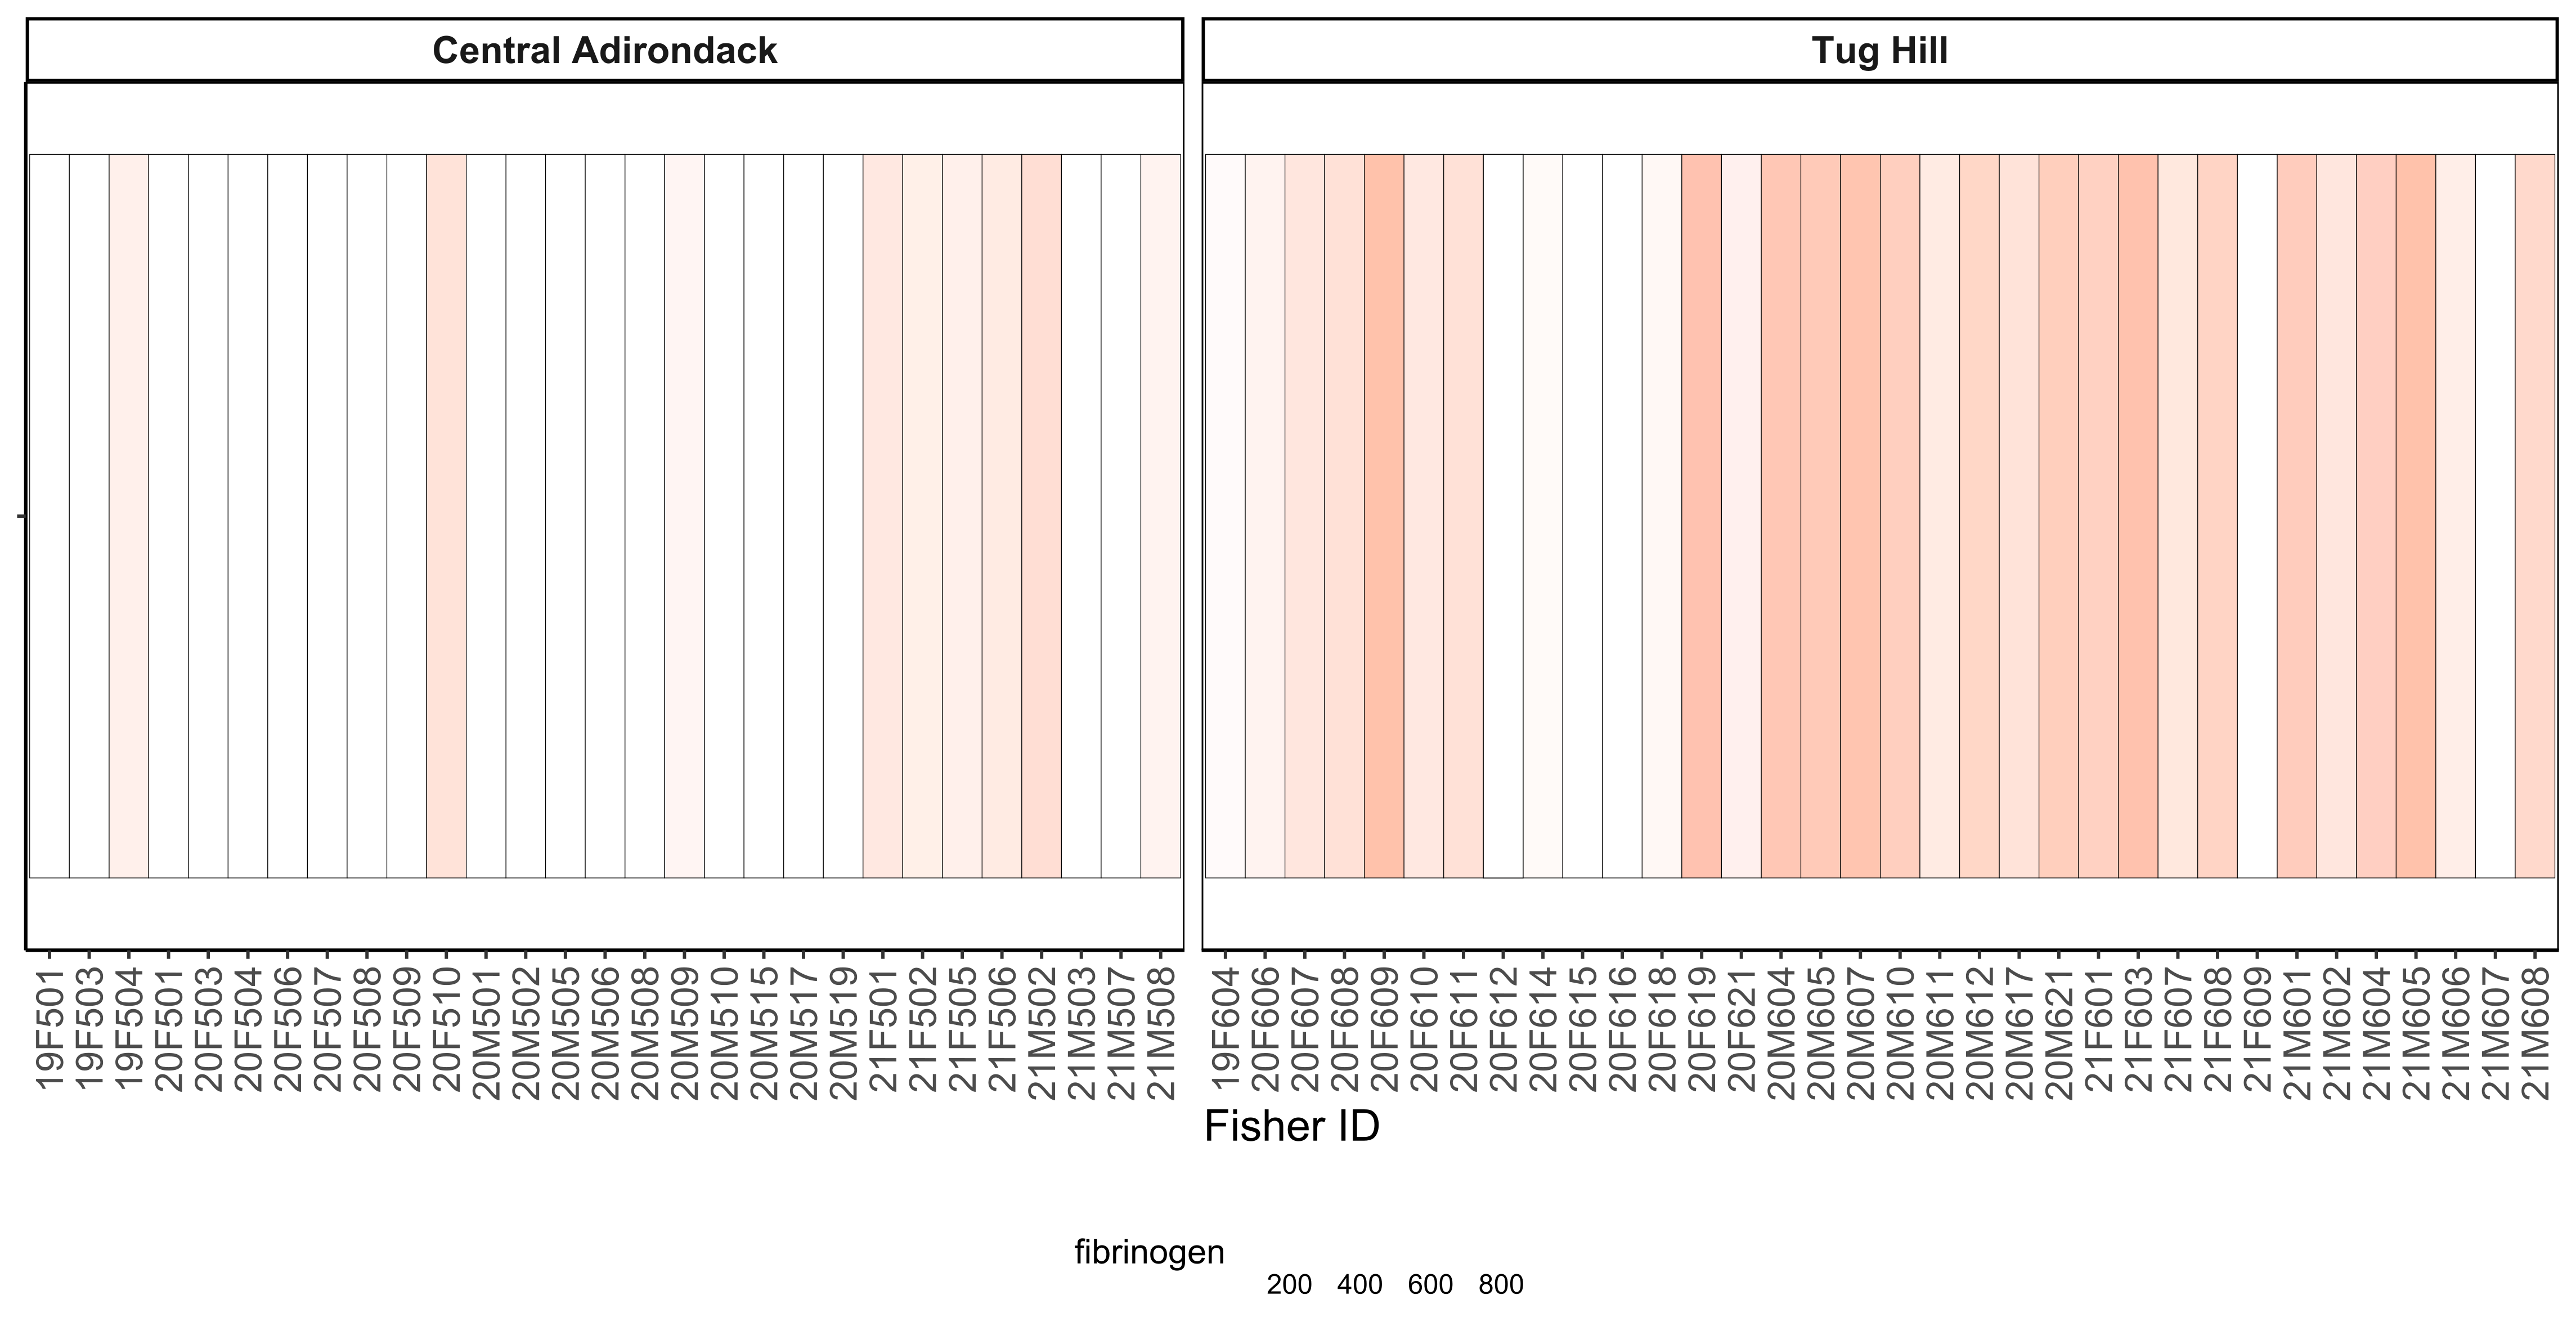 Central Adirondack
Tug Hill
19F501 19F503 19F504 20F501 20F503 20F504 20F506 20F507 20F508 20F509 20F510 20M501 20M502 20M505 20M506 20M508 20M509 20M510 20M515 20M517 20M519 21F501 21F502 21F505 21F506 21M502 21M503 21M507 21M508
19F604 20F606 20F607 20F608 20F609 20F610 20F611 20F612 20F614 20F615 20F616 20F618 20F619 20F621 20M604 20M605 20M607 20M610 20M611 20M612 20M617 20M621 21F601 21F603 21F607 21F608 21F609 21M601 21M602 21M604 21M605 21M606 21M607 21M608
Fisher ID
fibrinogen
200 400 600 800